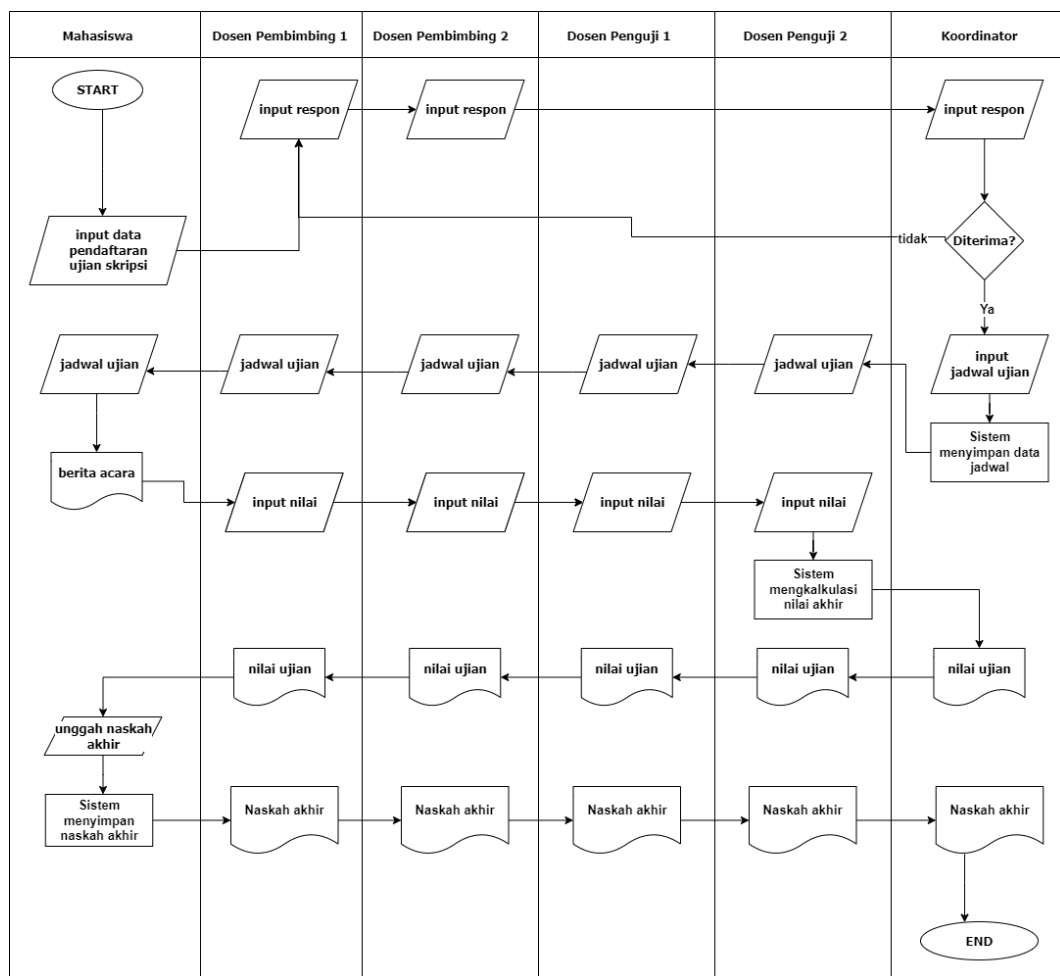 Mahasiswa
Dosen Pembimbing 1
Dosen Pembimbing 2
Dosen Penguji 1
Dosen Penguji 2
Koordinator
START
input respon
input respon
input respon
input data
pendaftaran
ujian skripsi
tidak
Diterima?
Ya
jadwal ujian
jadwal ujian
jadwal ujian
jadwal ujian
jadwal ujian
input
jadwal ujian
Sistem
menyimpan data
jadwal
berita acara
input nilai
input nilai
input nilai
input nilai
Sistem
mengkalkulasi
nilai akhir
nilai ujian
nilai ujian
nilai ujian
nilai ujian
nilai ujian
unggah naskah
akhir
Sistem
menyimpan
naskah akhir
Naskah akhir
Naskah akhir
Naskah akhir
Naskah akhir
Naskah akhir
END